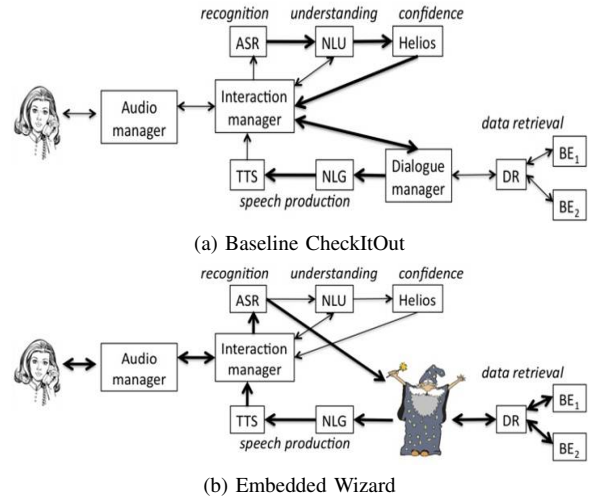 recognition understanding confidence
ASR NLU Helios
Audio manager
Interaction manager
data retrieval
BE1
TTS NLG Dialogue manager DR
speech production
BE2
(a) Baseline CheckItOut
recognition understanding confidence
ASR NLU Helios
Audio manager
Interaction manager
data retrieval
BE1
TTS NLG DR
speech production
BE2
(b) Embedded Wizard